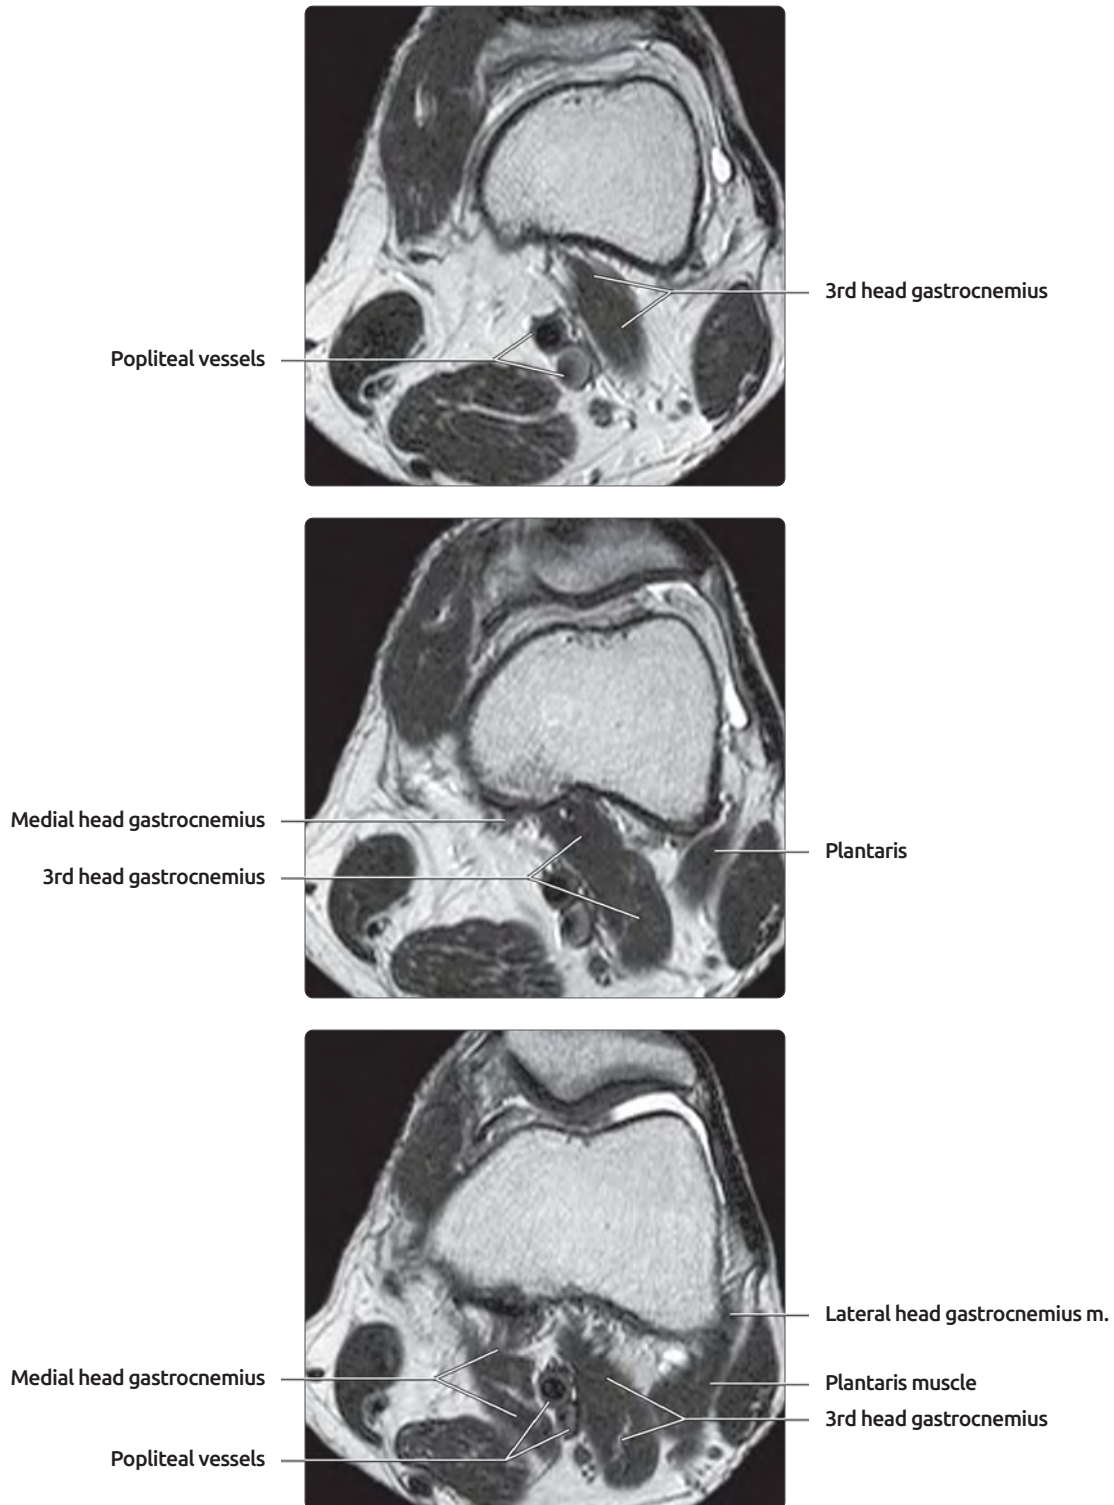 3rd head gastrocnemius
Popliteal vessels
Medial head gastrocnemius
Plantaris
3rd head gastrocnemius
Lateral head gastrocnemius m.
Medial head gastrocnemius
Plantaris muscle
3rd head gastrocnemius
Popliteal vessels